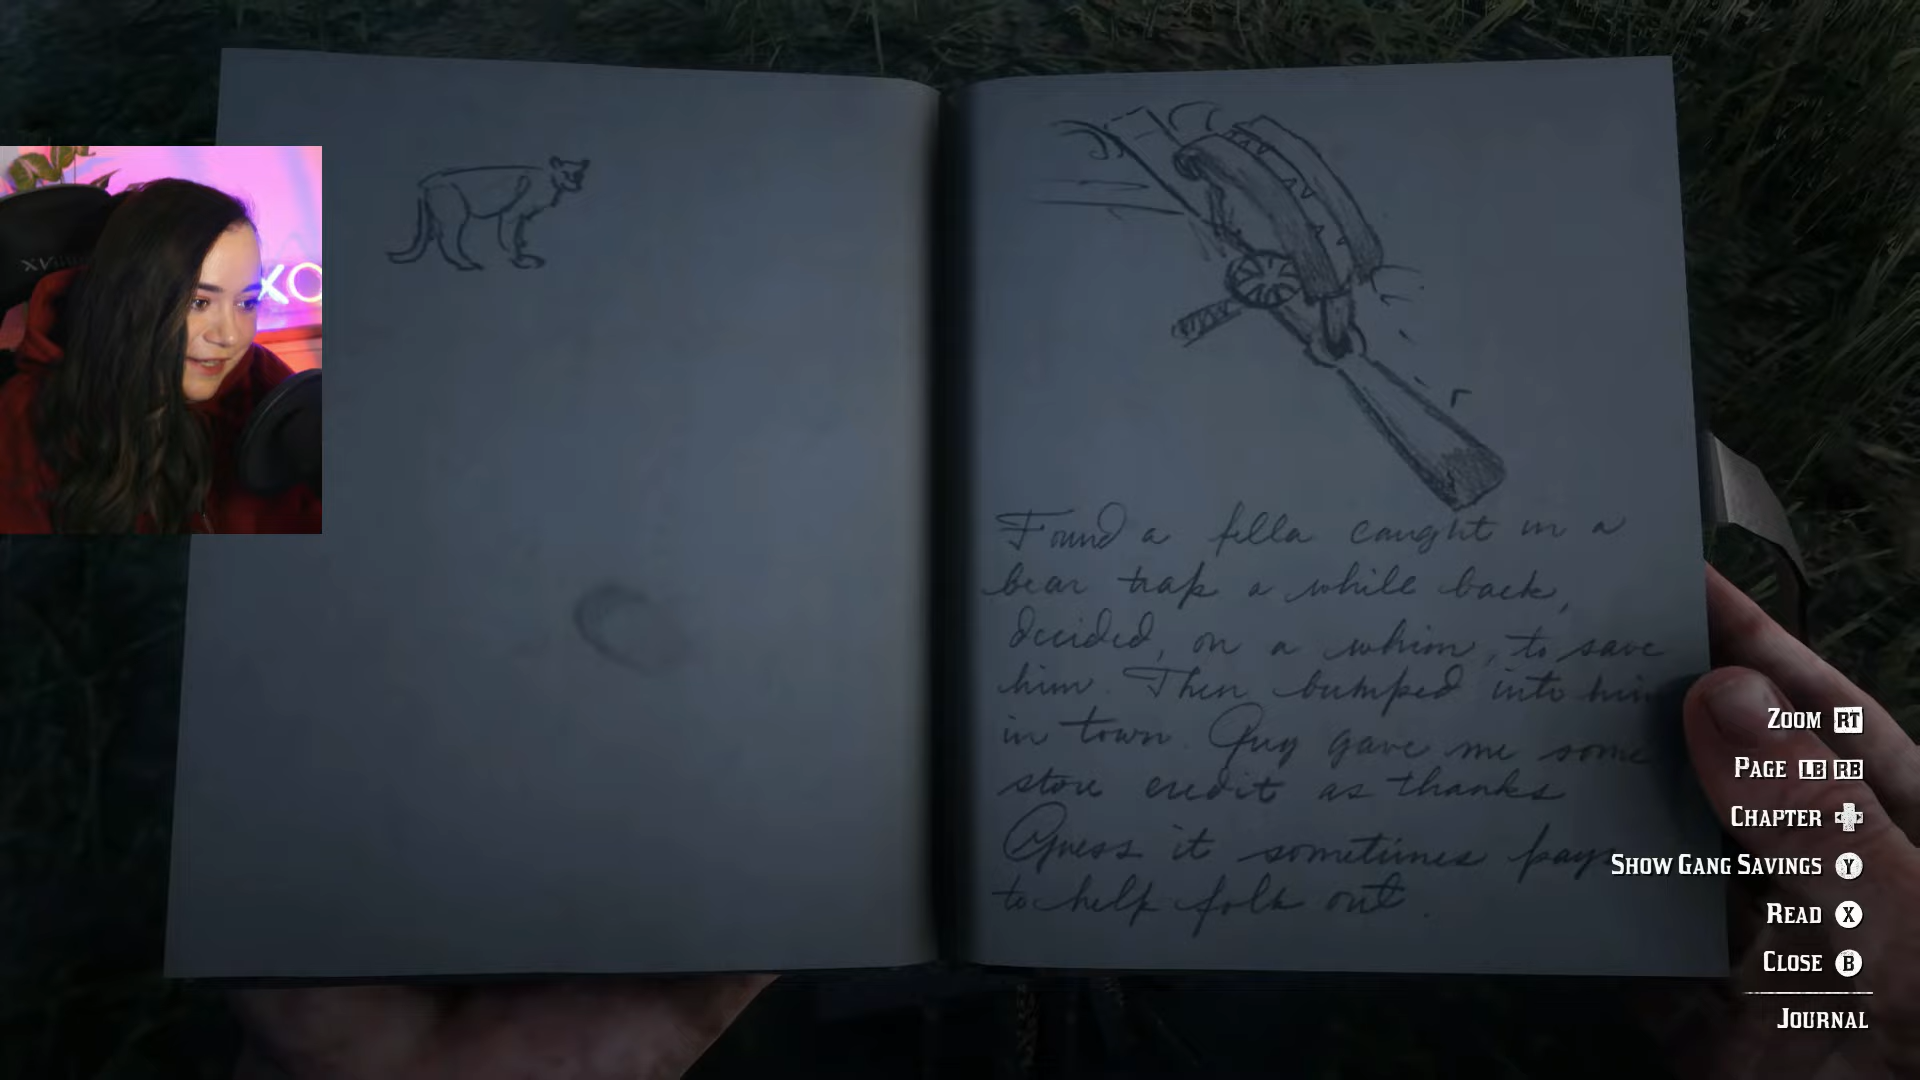 XO
Found a fella caught in a
bear trap a while back,
decided, on a whim, to save
him. Then bumped into him
in town. Guy gave me some
store credit as thanks
Guess it sometimes pays
to help folk out.
ZOOM RT
PAGE LB RB
CHAPTER
SHOW GANG SAVINGS Y
READ X
CLOSE B
JOURNAL